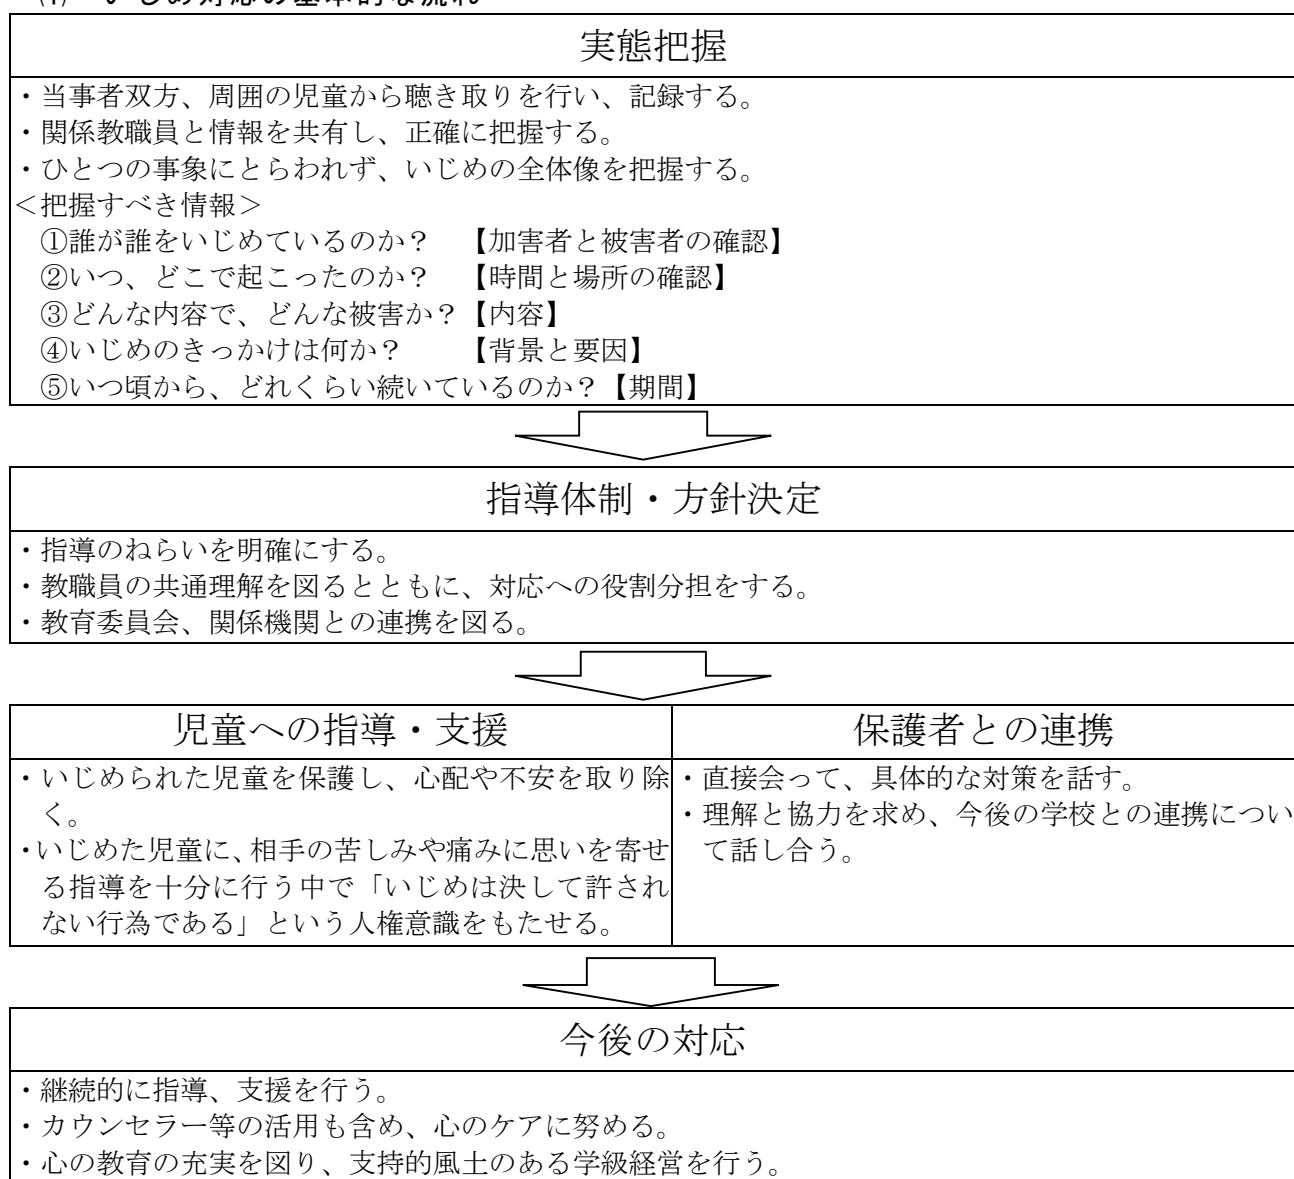 (1) いじめ対応の基本的な流れ
実態把握
・当事者双方、周囲の児童から聴き取りを行い、記録する。
・関係教職員と情報を共有し、正確に把握する。
・ひとつの事象にとらわれず、いじめの全体像を把握する。
＜把握すべき情報＞
①誰が誰をいじめているのか？　【加害者と被害者の確認】
②いつ、どこで起こったのか？　【時間と場所の確認】
③どんな内容で、どんな被害か？【内容】
④いじめのきっかけは何か？　　【背景と要因】
⑤いつ頃から、どれくらい続いているのか？【期間】
指導体制・方針決定
・指導のねらいを明確にする。
・教職員の共通理解を図るとともに、対応への役割分担をする。
・教育委員会、関係機関との連携を図る。
児童への指導・支援
・いじめられた児童を保護し、心配や不安を取り除
く。
・いじめた児童に、相手の苦しみや痛みに思いを寄せ
る指導を十分に行う中で「いじめは決して許され
ない行為である」という人権意識をもたせる。
保護者との連携
・直接会って、具体的な対策を話す。
・理解と協力を求め、今後の学校との連携につい
て話し合う。
今後の対応
・継続的に指導、支援を行う。
・カウンセラー等の活用も含め、心のケアに努める。
・心の教育の充実を図り、支持的風土のある学級経営を行う。